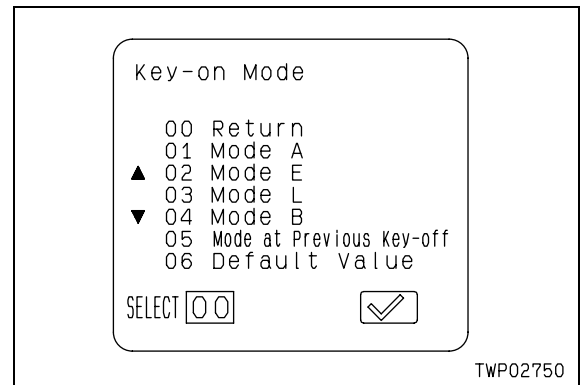 Key-on Mode
00 Return
01 Mode A
▲ 02 Mode E
03 Mode L
▼ 04 Mode B
05 Mode at Previous Key-off
06 Default Value
SELECT 00
TWP02750